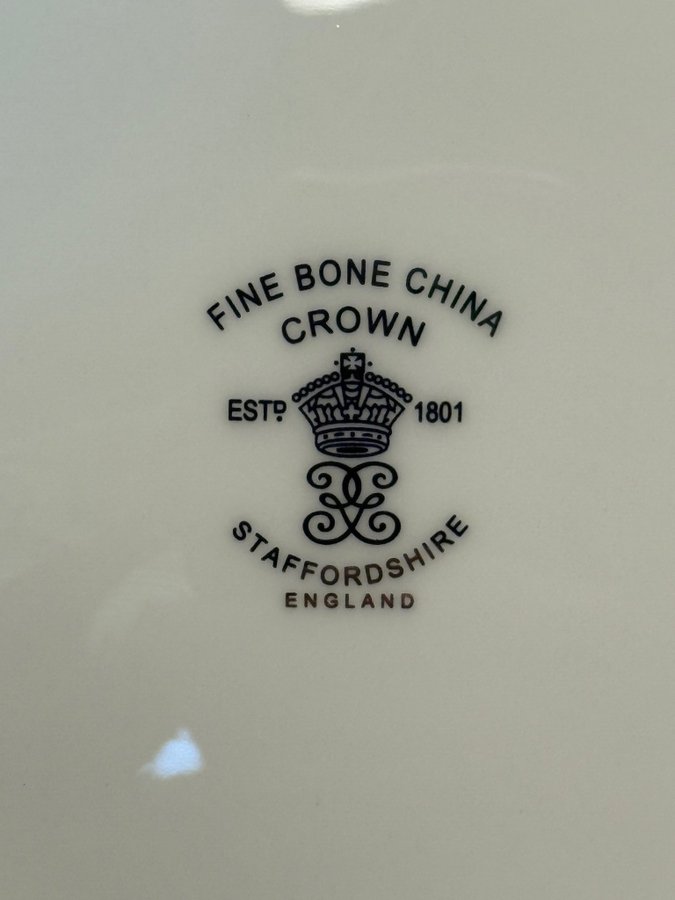 FINE BONE CHINA
CROWN
ESTD. 1801
STAFFORDSHIRE
ENGLAND